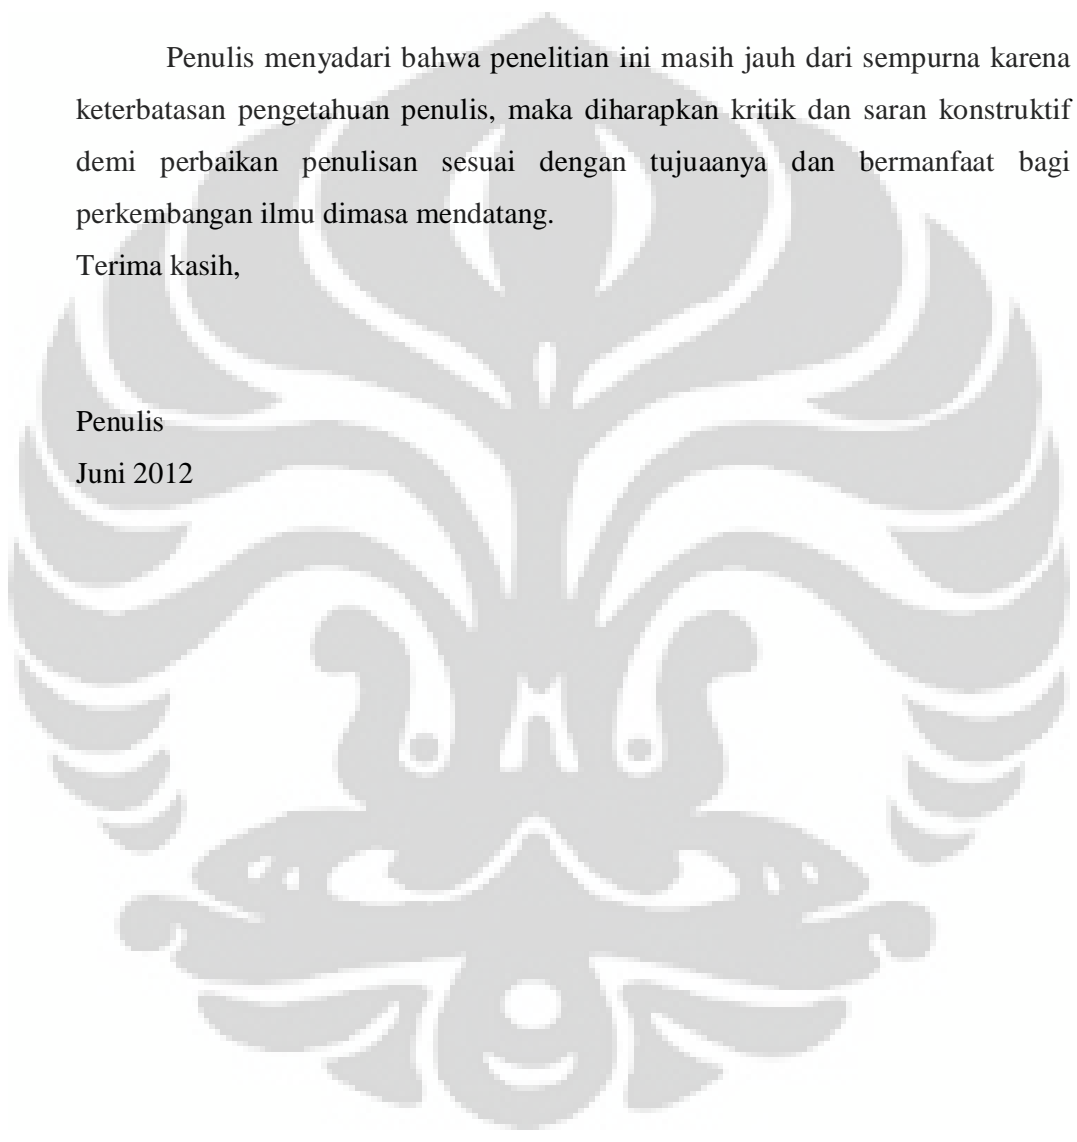 Penulis menyadari bahwa penelitian ini masih jauh dari sempurna karena
keterbatasan pengetahuan penulis, maka diharapkan kritik dan saran konstruktif
demi perbaikan penulisan sesuai dengan tujuaanya dan bermanfaat bagi
perkembangan ilmu dimasa mendatang.
Terima kasih,
Penulis
Juni 2012